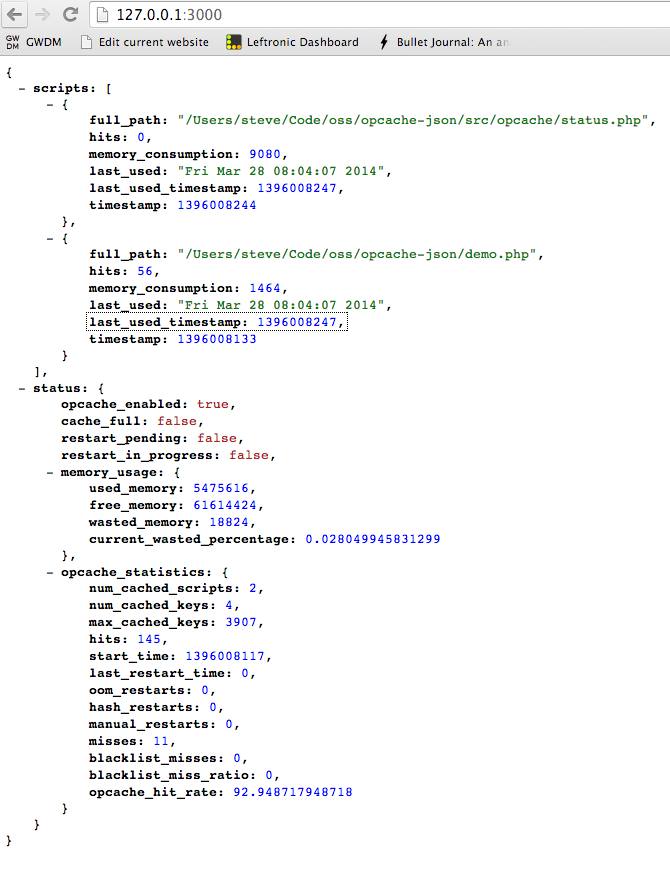 127.0.0.1:3000
GW DM GWDM Edit current website Leftronic Dashboard Bullet Journal: An an
{
– scripts: [
– {
full_path: "/Users/steve/Code/oss/opcache-json/src/opcache/status.php",
hits: 0,
memory_consumption: 9080,
last_used: "Fri Mar 28 08:04:07 2014",
last_used_timestamp: 1396008247,
timestamp: 1396008244
},
– {
full_path: "/Users/steve/Code/oss/opcache-json/demo.php",
hits: 56,
memory_consumption: 1464,
last_used: "Fri Mar 28 08:04:07 2014",
last_used_timestamp: 1396008247,
timestamp: 1396008133
}
],
– status: {
opcache_enabled: true,
cache_full: false,
restart_pending: false,
restart_in_progress: false,
– memory_usage: {
used_memory: 5475616,
free_memory: 61614424,
wasted_memory: 18824,
current_wasted_percentage: 0.028049945831299
},
– opcache_statistics: {
num_cached_scripts: 2,
num_cached_keys: 4,
max_cached_keys: 3907,
hits: 145,
start_time: 1396008117,
last_restart_time: 0,
oom_restarts: 0,
hash_restarts: 0,
manual_restarts: 0,
misses: 11,
blacklist_misses: 0,
blacklist_miss_ratio: 0,
opcache_hit_rate: 92.948717948718
}
}
}